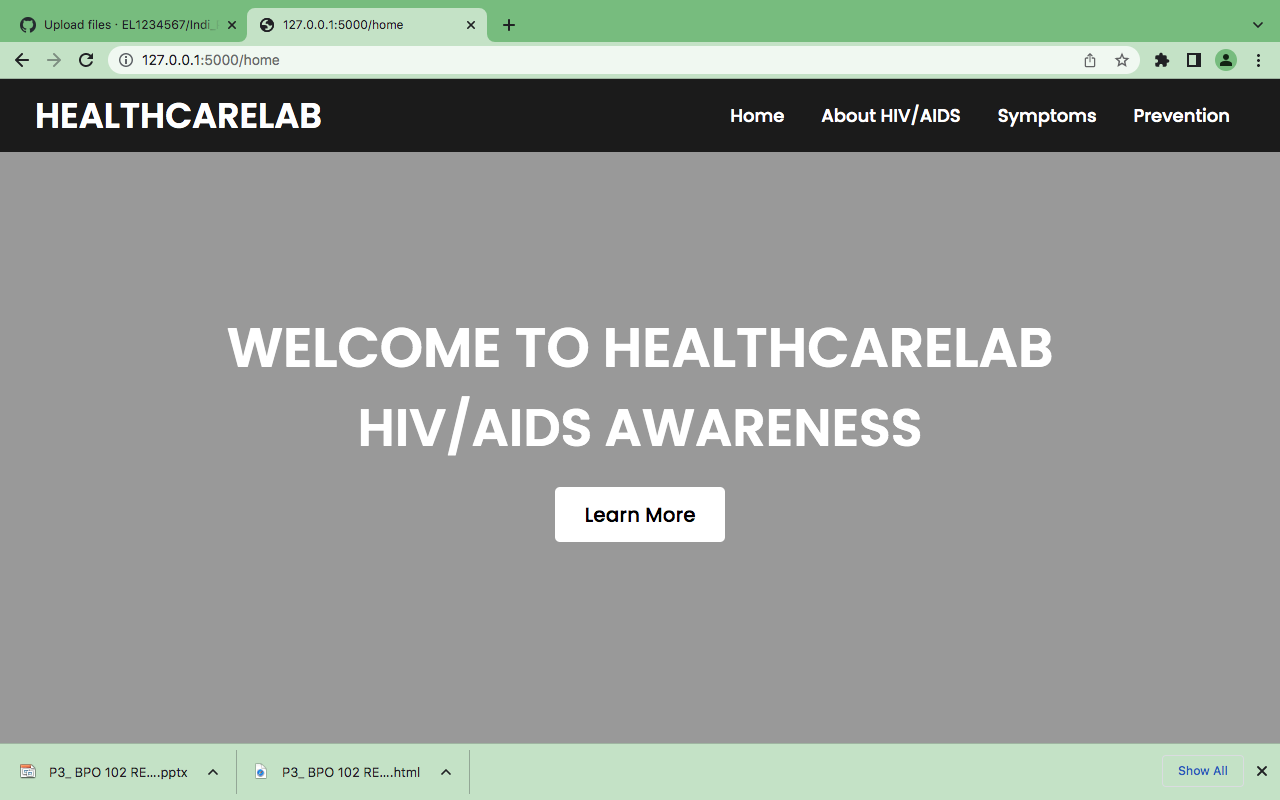 Upload files · EL1234567/Indi_
127.0.0.1:5000/home
127.0.0.1:5000/home
HEALTHCARELAB
Home
About HIV/AIDS
Symptoms
Prevention
WELCOME TO HEALTHCARELAB
HIV/AIDS AWARENESS
Learn More
P3_ BPO 102 RE....pptx
P3_ BPO 102 RE....html
Show All